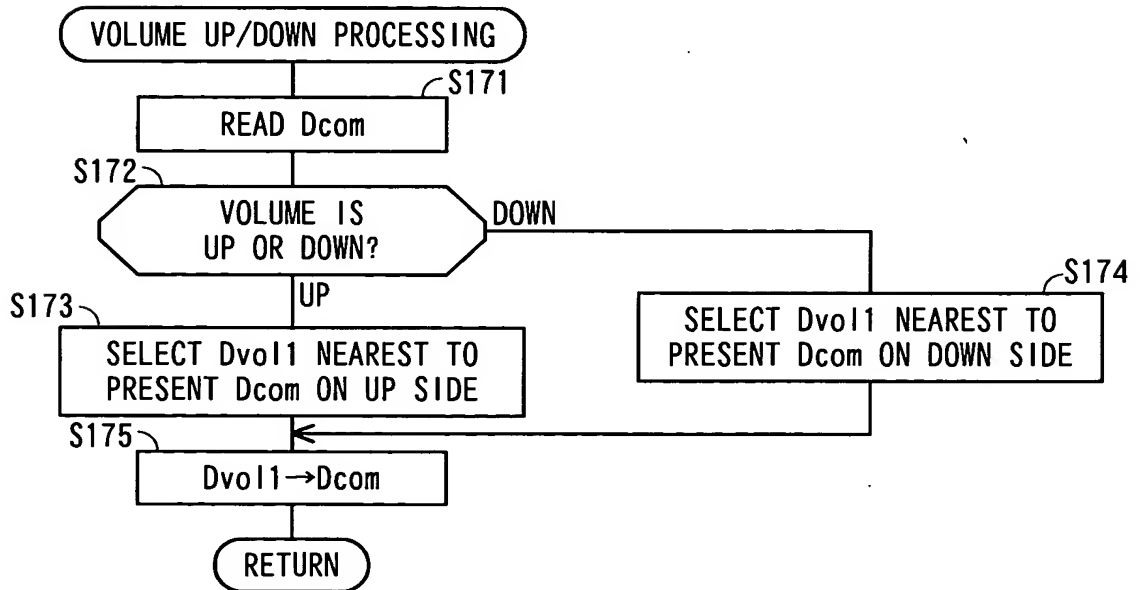 VOLUME UP/DOWN PROCESSING
S171
READ Dcom
S172
VOLUME IS
UP OR DOWN?
DOWN
UP
S173
SELECT Dvol1 NEAREST TO
PRESENT Dcom ON UP SIDE
S174
SELECT Dvol1 NEAREST TO
PRESENT Dcom ON DOWN SIDE
S175
Dvol1→Dcom
RETURN